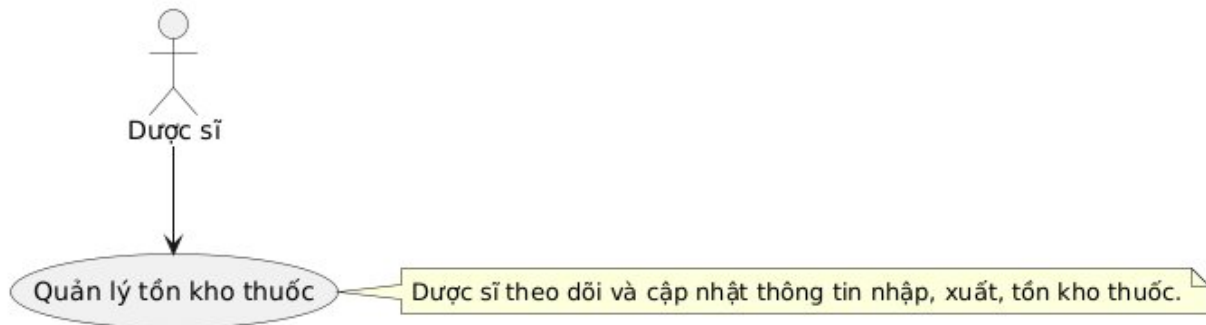 Dược sĩ
Quản lý tồn kho thuốc
Dược sĩ theo dõi và cập nhật thông tin nhập, xuất, tồn kho thuốc.